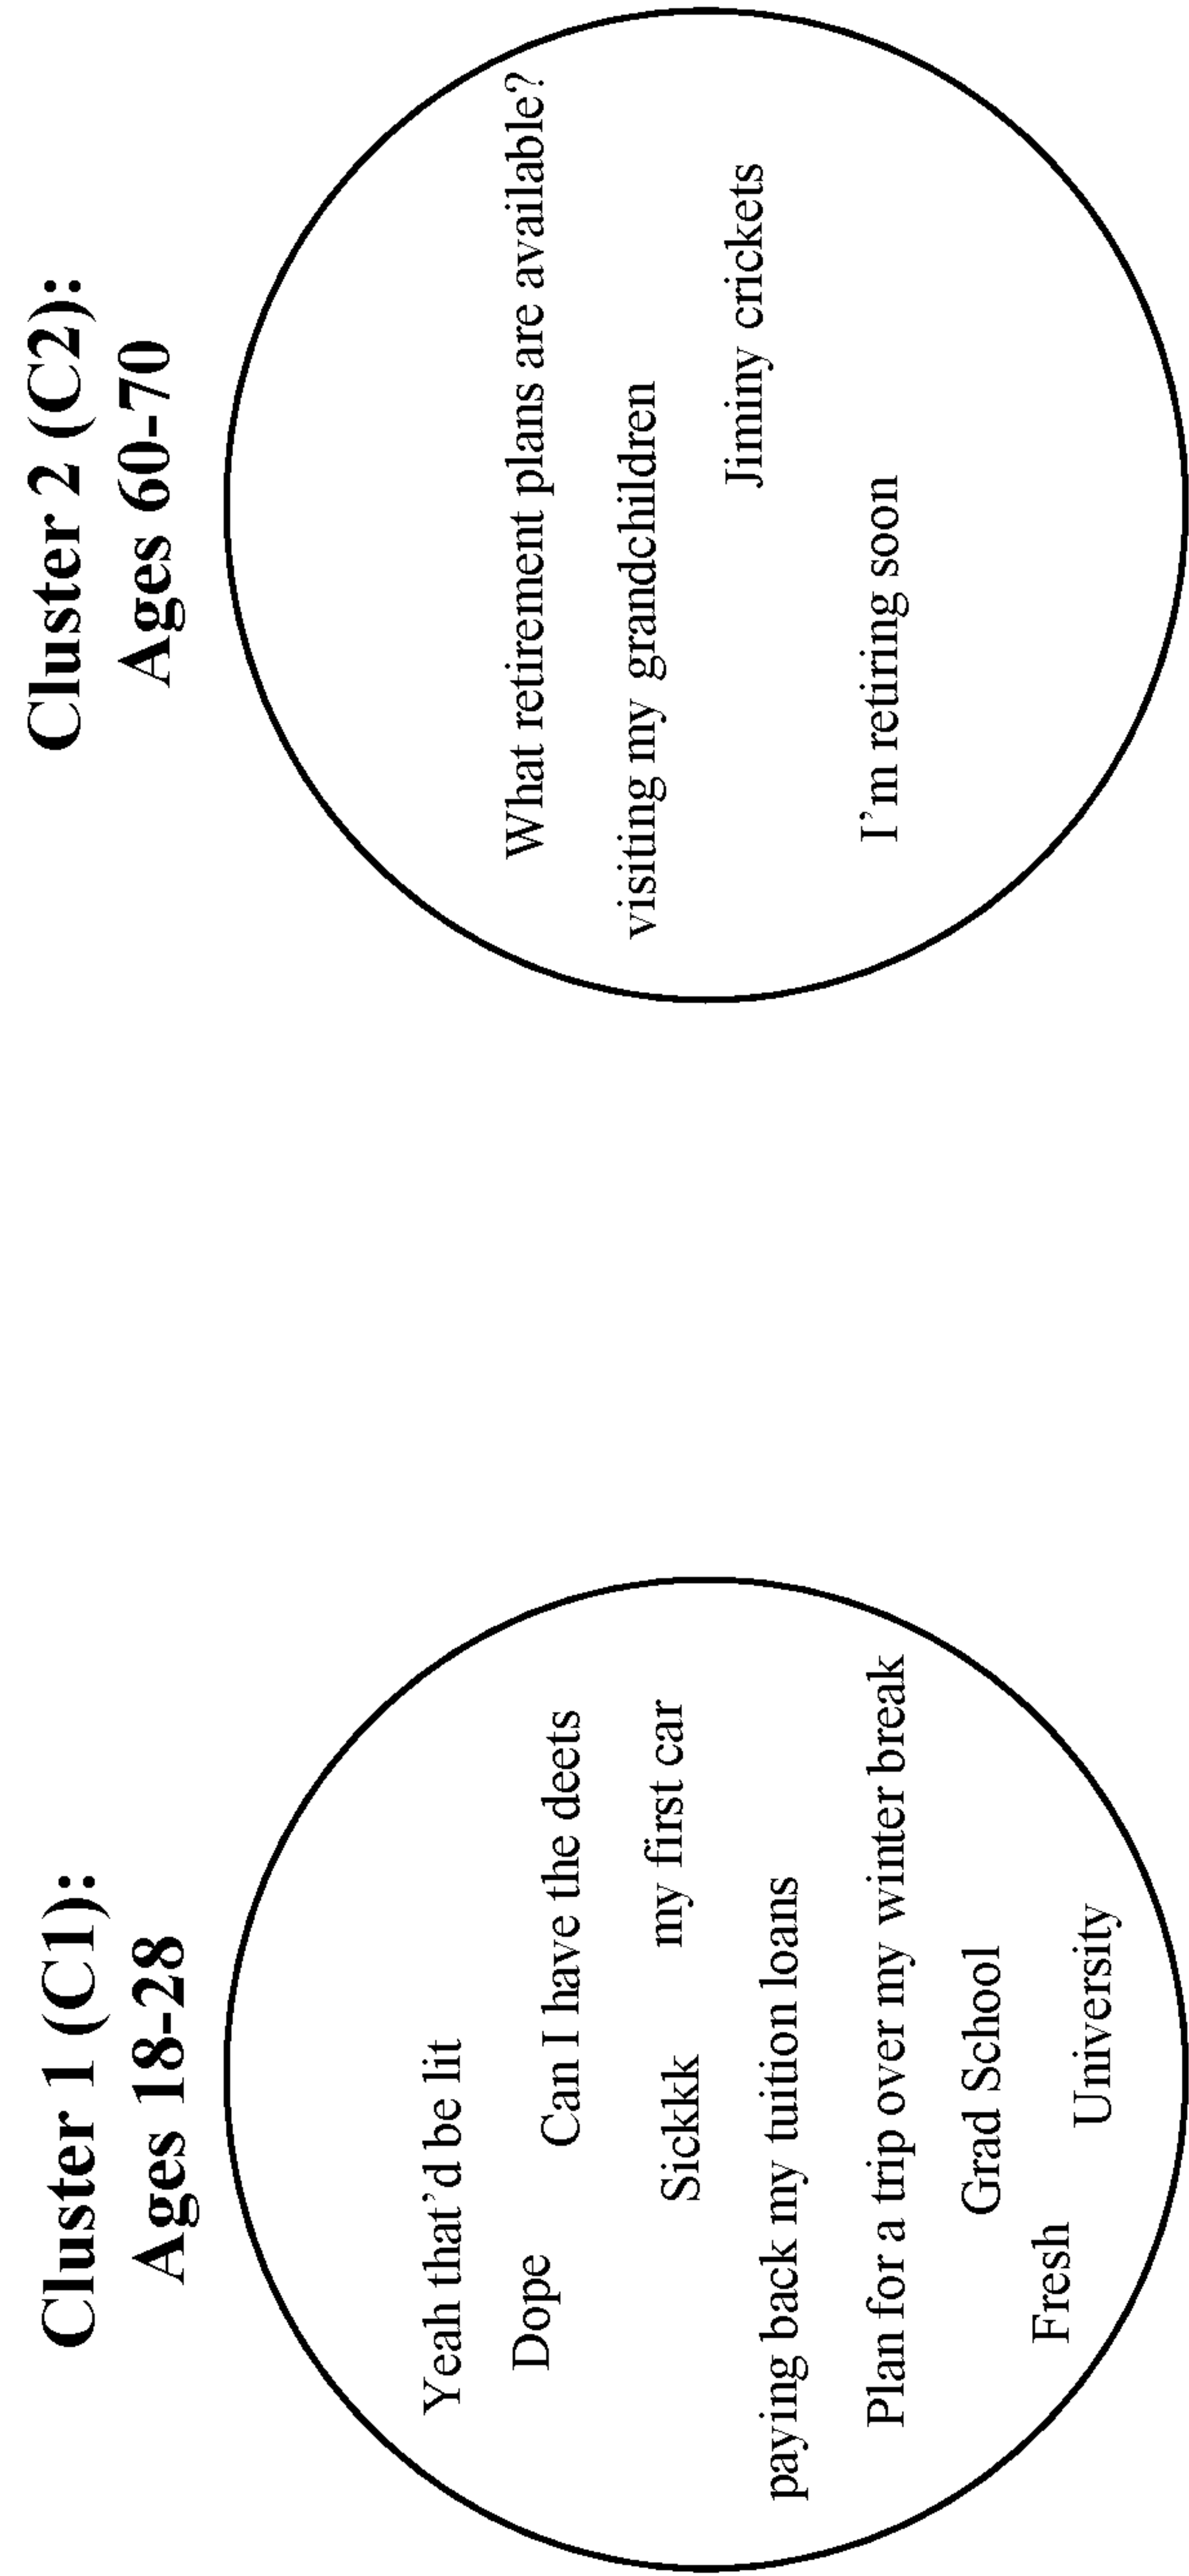 Cluster 1 (C1):
Ages 18-28
Yeah that’d be lit
Dope
Can I have the deets
Sickkk
my first car
paying back my tuition loans
Plan for a trip over my winter break
Grad School
Fresh
University
Cluster 2 (C2):
Ages 60-70
What retirement plans are available?
visiting my grandchildren
Jiminy crickets
I’m retiring soon